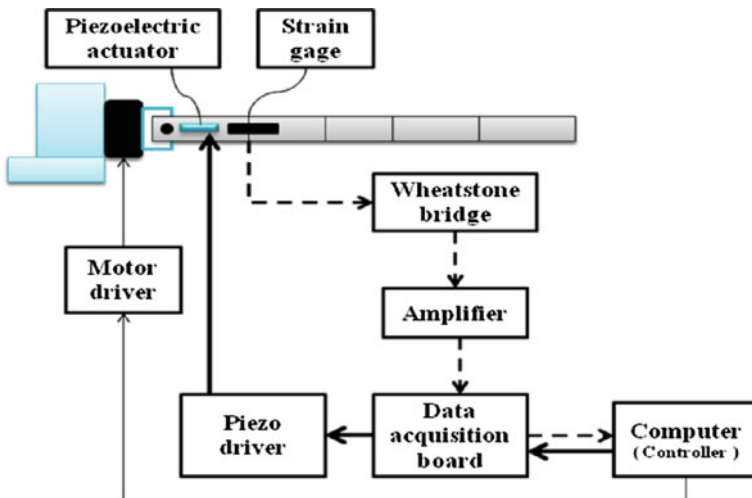 Piezoelectric
actuator
Strain
gage
Wheatstone
bridge
Motor
driver
Amplifier
Piezo
driver
Data
acquisition
board
Computer
( Controller )